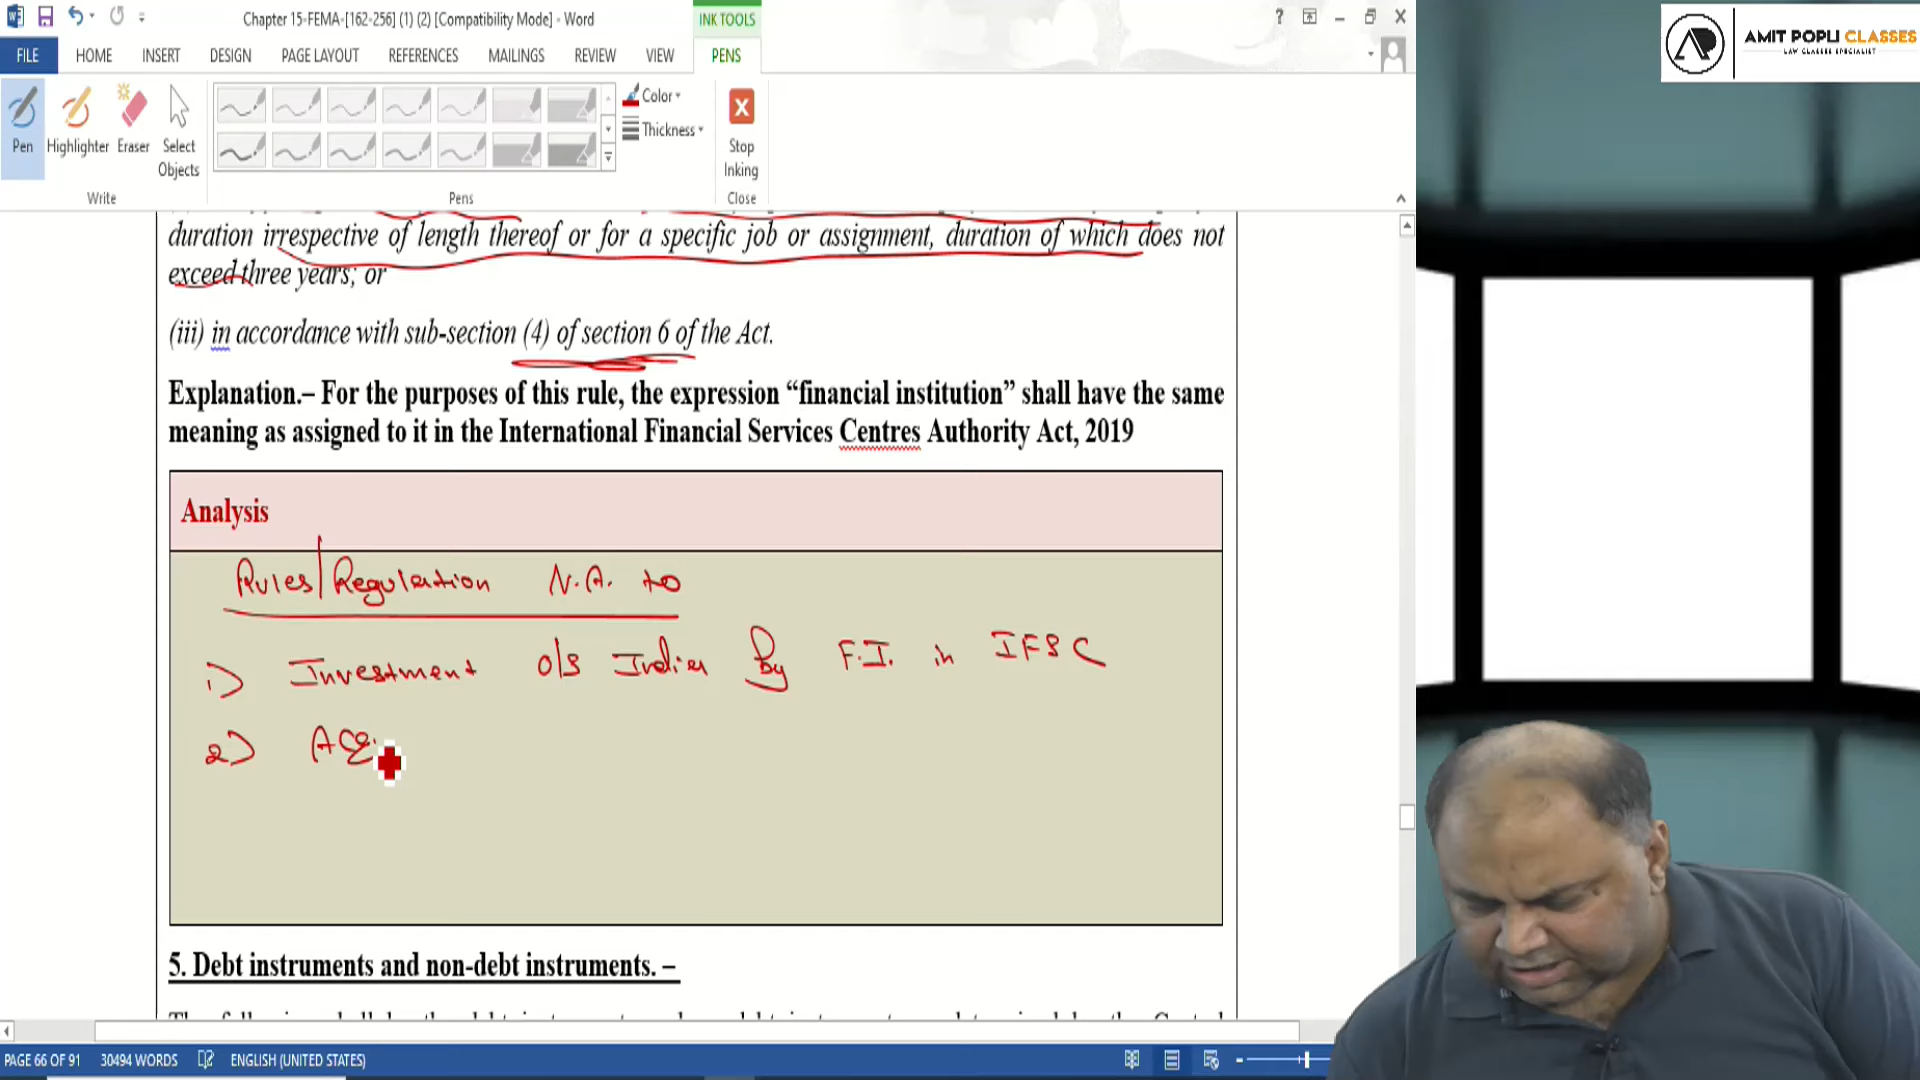 Chapter 15-FEMA-[162-256] (1) (2) [Compatibility Mode] - Word
INK TOOLS
?
AMIT POPLI CLASSES
LAW CLASSES SPECIALIST
FILE HOME INSERT DESIGN PAGE LAYOUT REFERENCES MAILINGS REVIEW VIEW PENS
Pen Highlighter Eraser Select Objects
Color
Thickness
Stop Inking
Write Pens Close
duration irrespective of length thereof or for a specific job or assignment, duration of which does not
exceed three years; or
(iii) in accordance with sub-section (4) of section 6 of the Act.
Explanation.– For the purposes of this rule, the expression “financial institution” shall have the same
meaning as assigned to it in the International Financial Services Centres Authority Act, 2019
Analysis
Rules/Regulation N.A. to
1) Investment o/s India by F.I. in IFSC
2) Acq
5. Debt instruments and non-debt instruments. –
PAGE 66 OF 91 30494 WORDS ENGLISH (UNITED STATES)